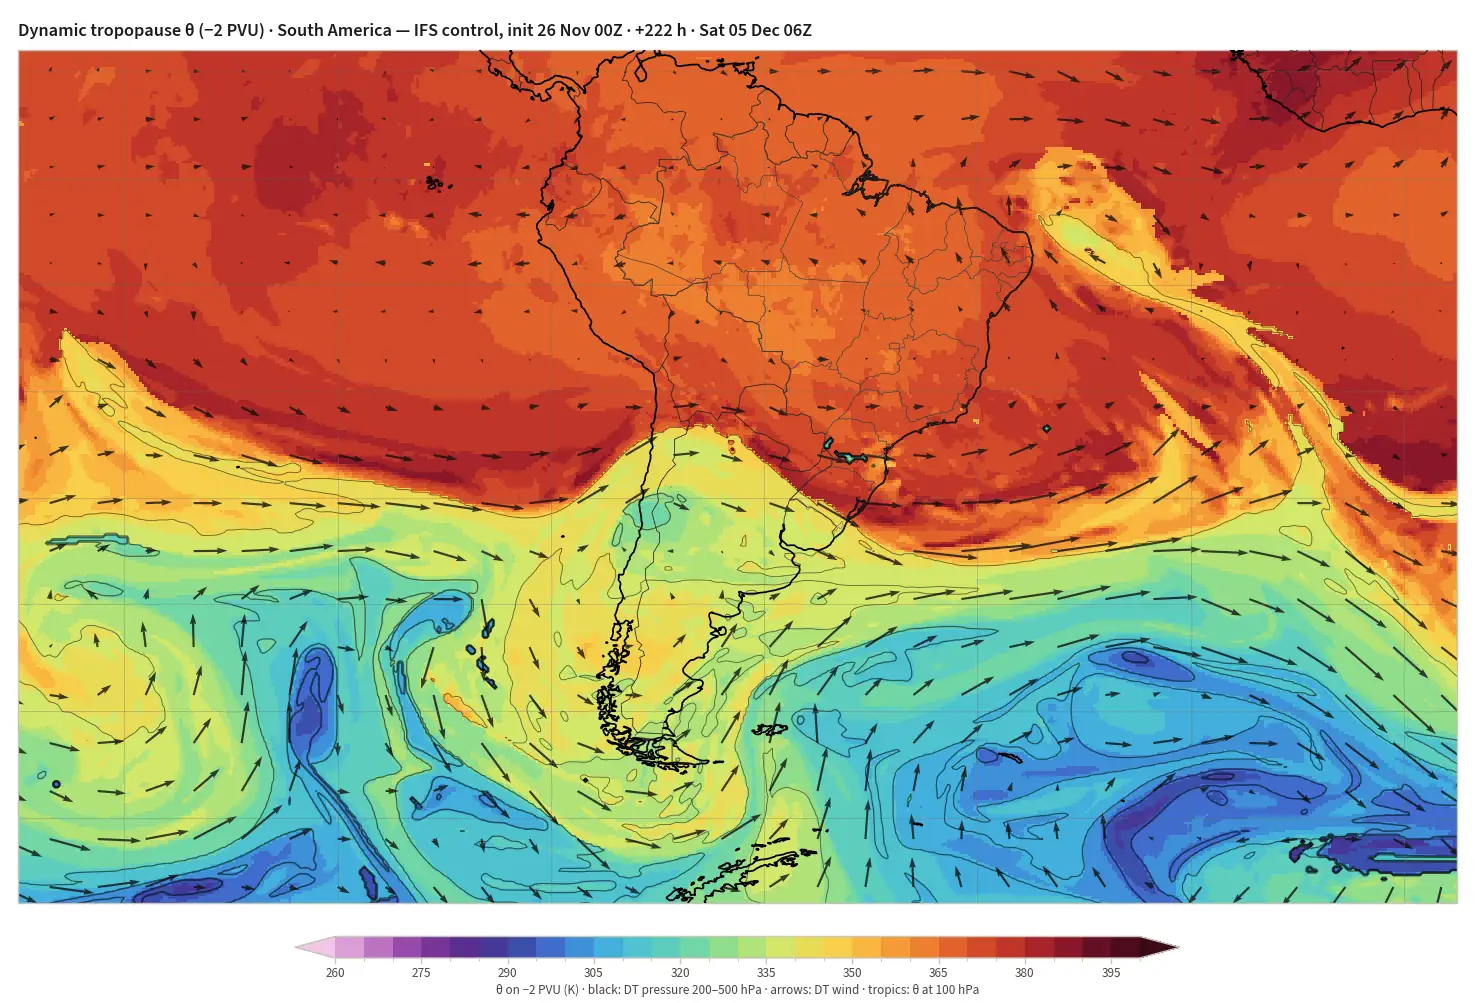 Dynamic tropopause θ (−2 PVU) · South America — IFS control, init 26 Nov 00Z · +222 h · Sat 05 Dec 06Z
260 275 290 305 320 335 350 365 380 395
θ on −2 PVU (K) · black: DT pressure 200–500 hPa · arrows: DT wind · tropics: θ at 100 hPa